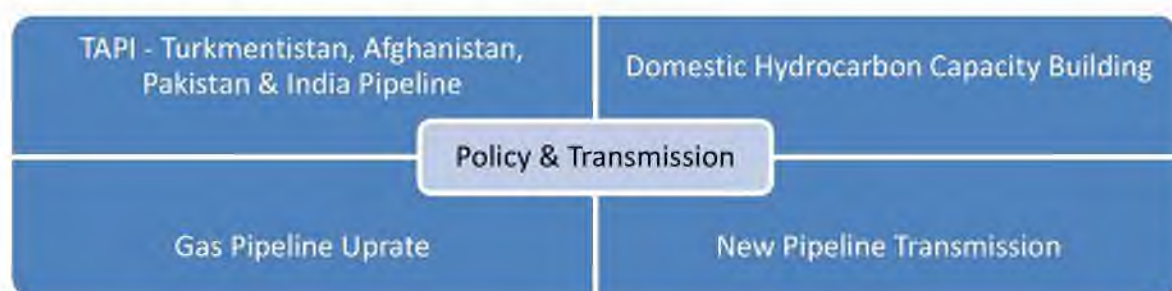 TAPI - Turkmentistan, Afghanistan,
Pakistan & India Pipeline
Domestic Hydrocarbon Capacity Building
Policy & Transmission
Gas Pipeline Uprate
New Pipeline Transmission